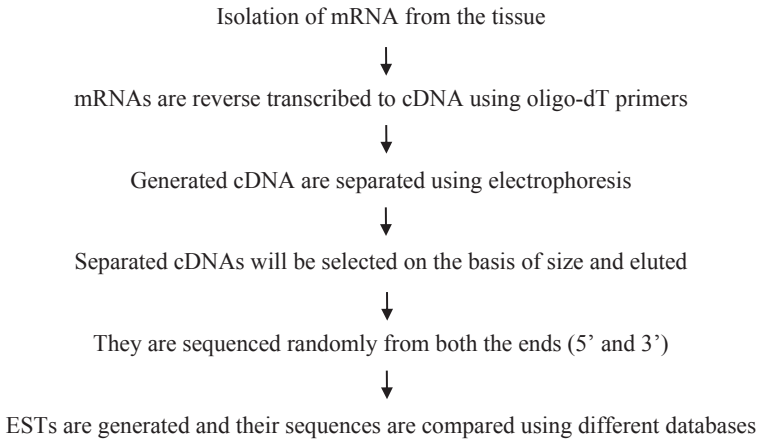 Isolation of mRNA from the tissue
mRNAs are reverse transcribed to cDNA using oligo-dT primers
Generated cDNA are separated using electrophoresis
Separated cDNAs will be selected on the basis of size and eluted
They are sequenced randomly from both the ends (5’ and 3’)
ESTs are generated and their sequences are compared using different databases